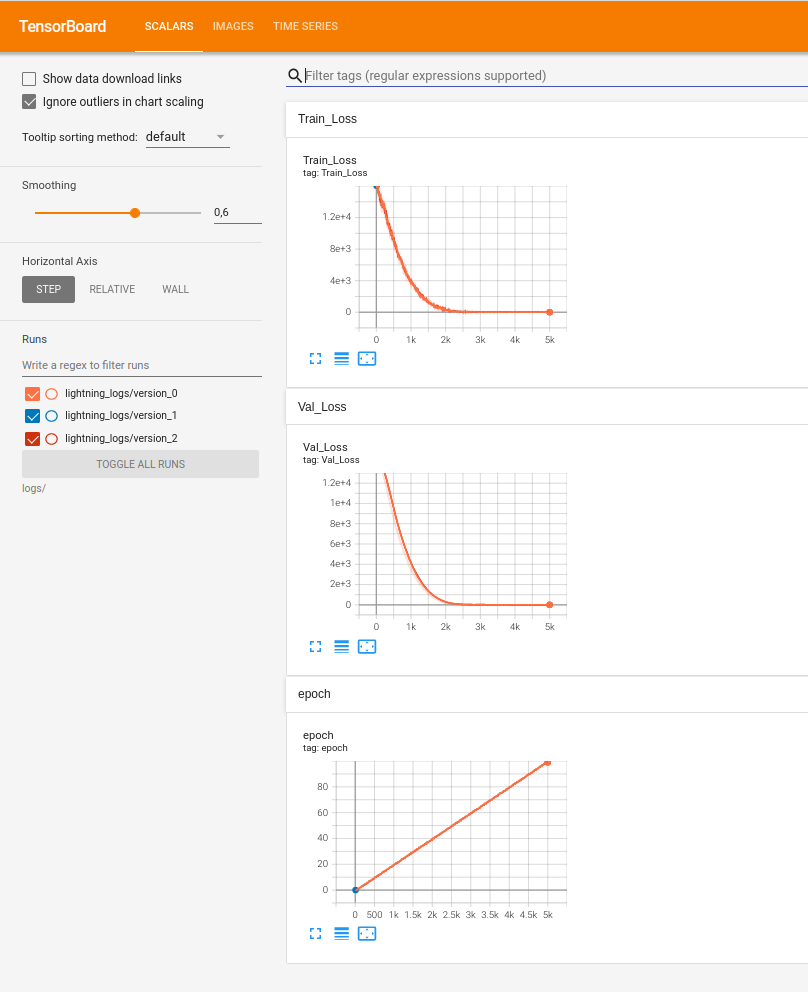 TensorBoard SCALARS IMAGES TIME SERIES
Show data download links
Ignore outliers in chart scaling
Tooltip sorting method: default
Smoothing
0,6
Horizontal Axis
STEP RELATIVE WALL
Runs
Write a regex to filter runs
lightning_logs/version_0
lightning_logs/version_1
lightning_logs/version_2
TOGGLE ALL RUNS
logs/
Filter tags (regular expressions supported)
Train_Loss
Train_Loss
tag: Train_Loss
1.2e+4
8e+3
4e+3
0
0 1k 2k 3k 4k 5k
Val_Loss
Val_Loss
tag: Val_Loss
1.2e+4
1e+4
8e+3
6e+3
4e+3
2e+3
0
0 1k 2k 3k 4k 5k
epoch
epoch
tag: epoch
80
60
40
20
0
0 500 1k 1.5k 2k 2.5k 3k 3.5k 4k 4.5k 5k